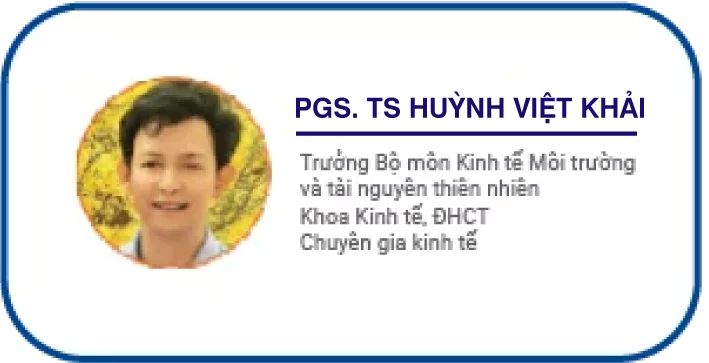 PGS. TS HUỲNH VIỆT KHẢI
Trưởng Bộ môn Kinh tế Môi trường
và tài nguyên thiên nhiên
Khoa Kinh tế, ĐHCT
Chuyên gia kinh tế